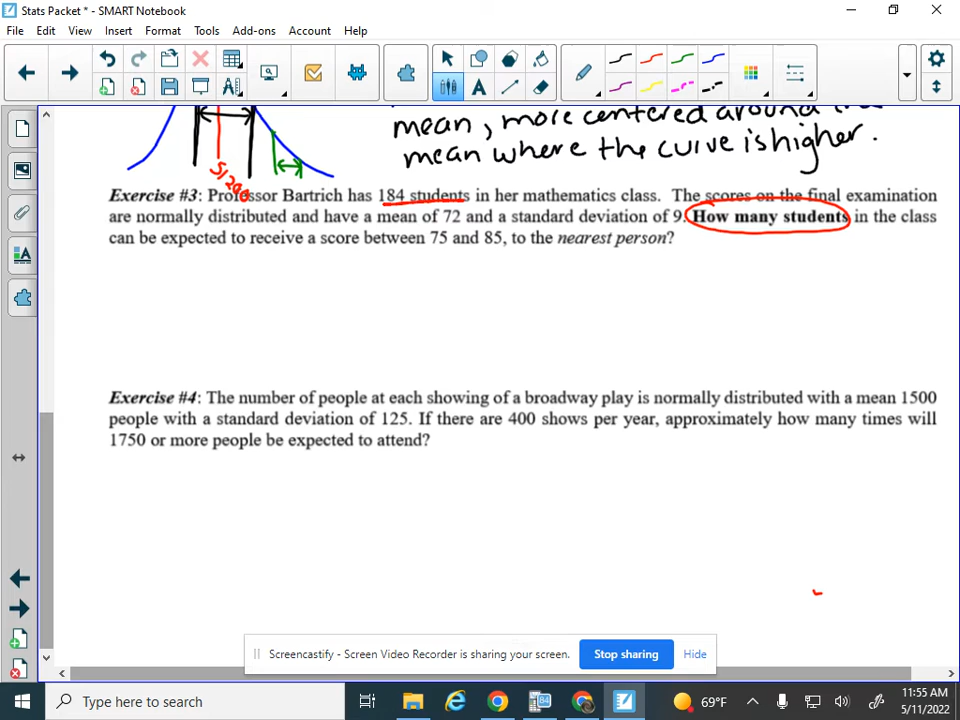 Stats Packet * - SMART Notebook
File Edit View Insert Format Tools Add-ons Account Help
mean, more centered around
mean where the curve is higher.
51200
Exercise #3: Professor Bartrich has 184 students in her mathematics class. The scores on the final examination
are normally distributed and have a mean of 72 and a standard deviation of 9. How many students in the class
can be expected to receive a score between 75 and 85, to the nearest person?
Exercise #4: The number of people at each showing of a broadway play is normally distributed with a mean 1500
people with a standard deviation of 125. If there are 400 shows per year, approximately how many times will
1750 or more people be expected to attend?
Screencastify - Screen Video Recorder is sharing your screen. Stop sharing Hide
Type here to search
69°F
11:55 AM
5/11/2022